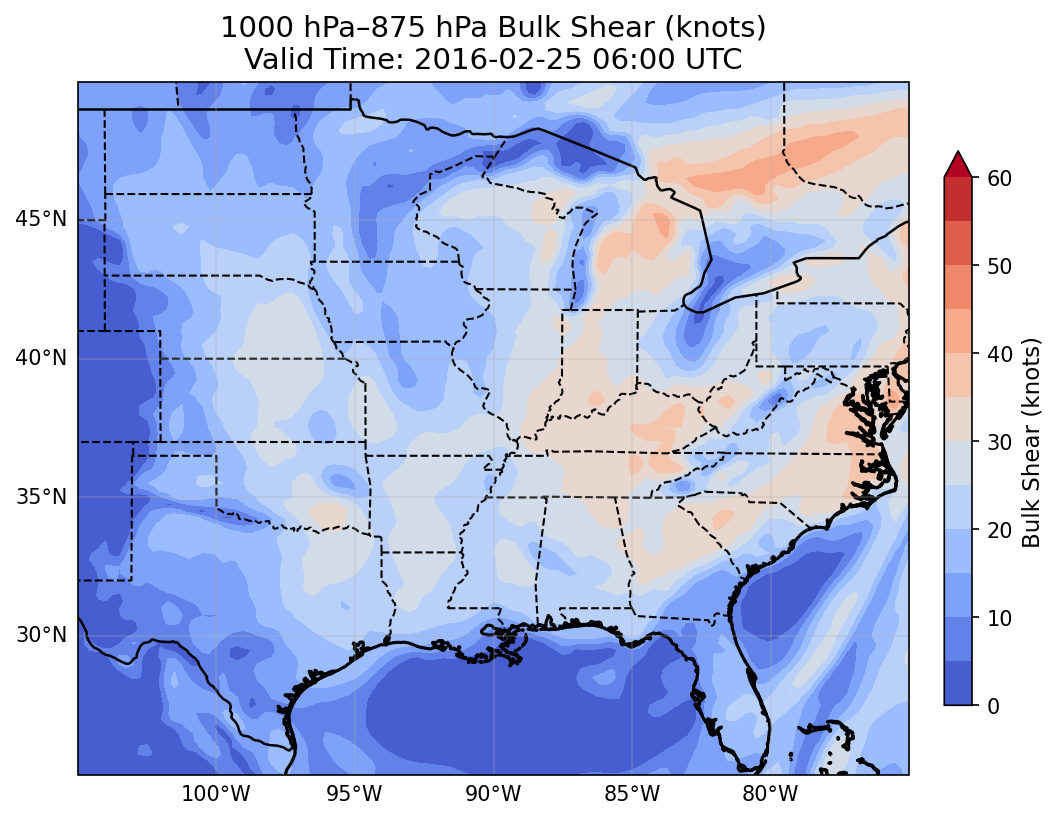 1000 hPa–875 hPa Bulk Shear (knots)
Valid Time: 2016-02-25 06:00 UTC
45°N
40°N
35°N
30°N
100°W
95°W
90°W
85°W
80°W
60
50
40
30
20
10
0
Bulk Shear (knots)